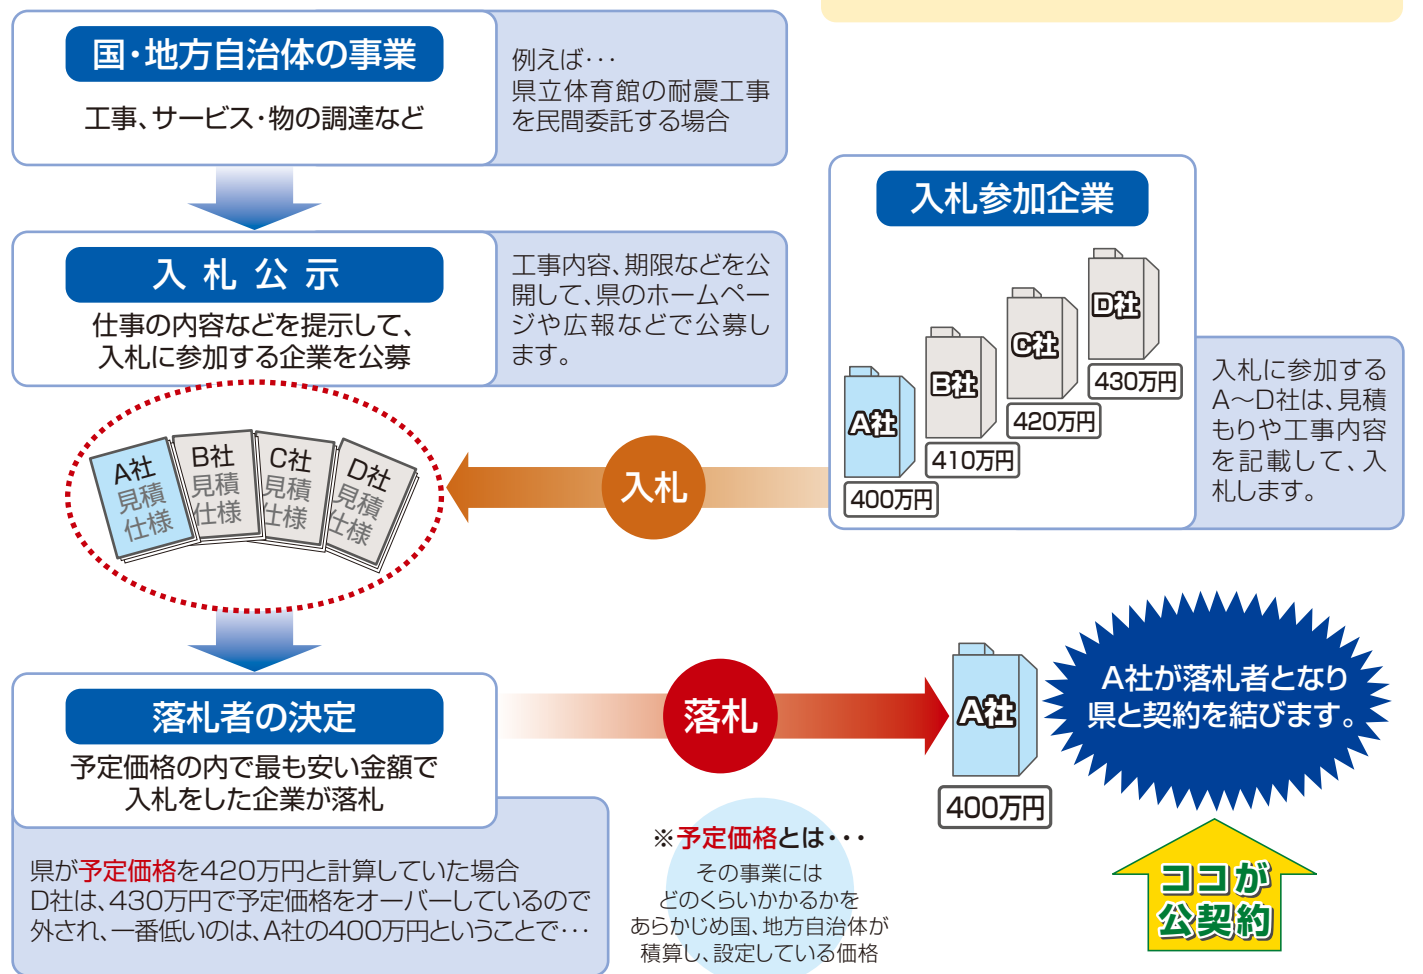 国・地方自治体の事業
工事、サービス・物の調達など
例えば・・・
県立体育館の耐震工事
を民間委託する場合
入札公示
仕事の内容などを提示して、
入札に参加する企業を公募
工事内容、期限などを公
開して、県のホームペー
ジや広報などで公募し
ます。
入札参加企業
A社
400万円
B社
410万円
C社
420万円
D社
430万円
入札に参加する
A～D社は、見積
もりや工事内容
を記載して、入
札します。
入札
A社
見積
仕様
B社
見積
仕様
C社
見積
仕様
D社
見積
仕様
落札者の決定
予定価格の内で最も安い金額で
入札をした企業が落札
県が予定価格を420万円と計算していた場合
D社は、430万円で予定価格をオーバーしているので
外され、一番低いのは、A社の400万円ということで・・・
落札
A社
400万円
A社が落札者となり
県と契約を結びます。
※予定価格とは・・・
その事業には
どのくらいかかるかを
あらかじめ国、地方自治体が
積算し、設定している価格
ココが
公契約